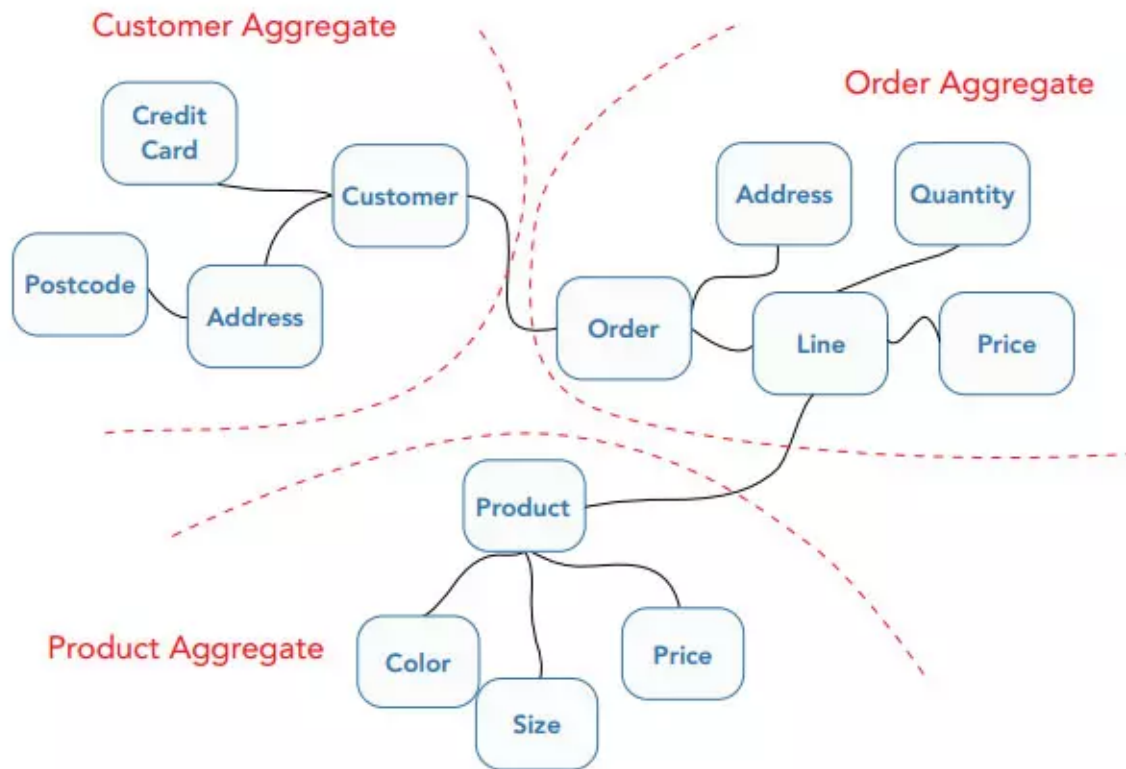 Customer Aggregate
Order Aggregate
Credit
Card
Customer
Address
Quantity
Postcode
Address
Order
Line
Price
Product
Product Aggregate
Color
Price
Size